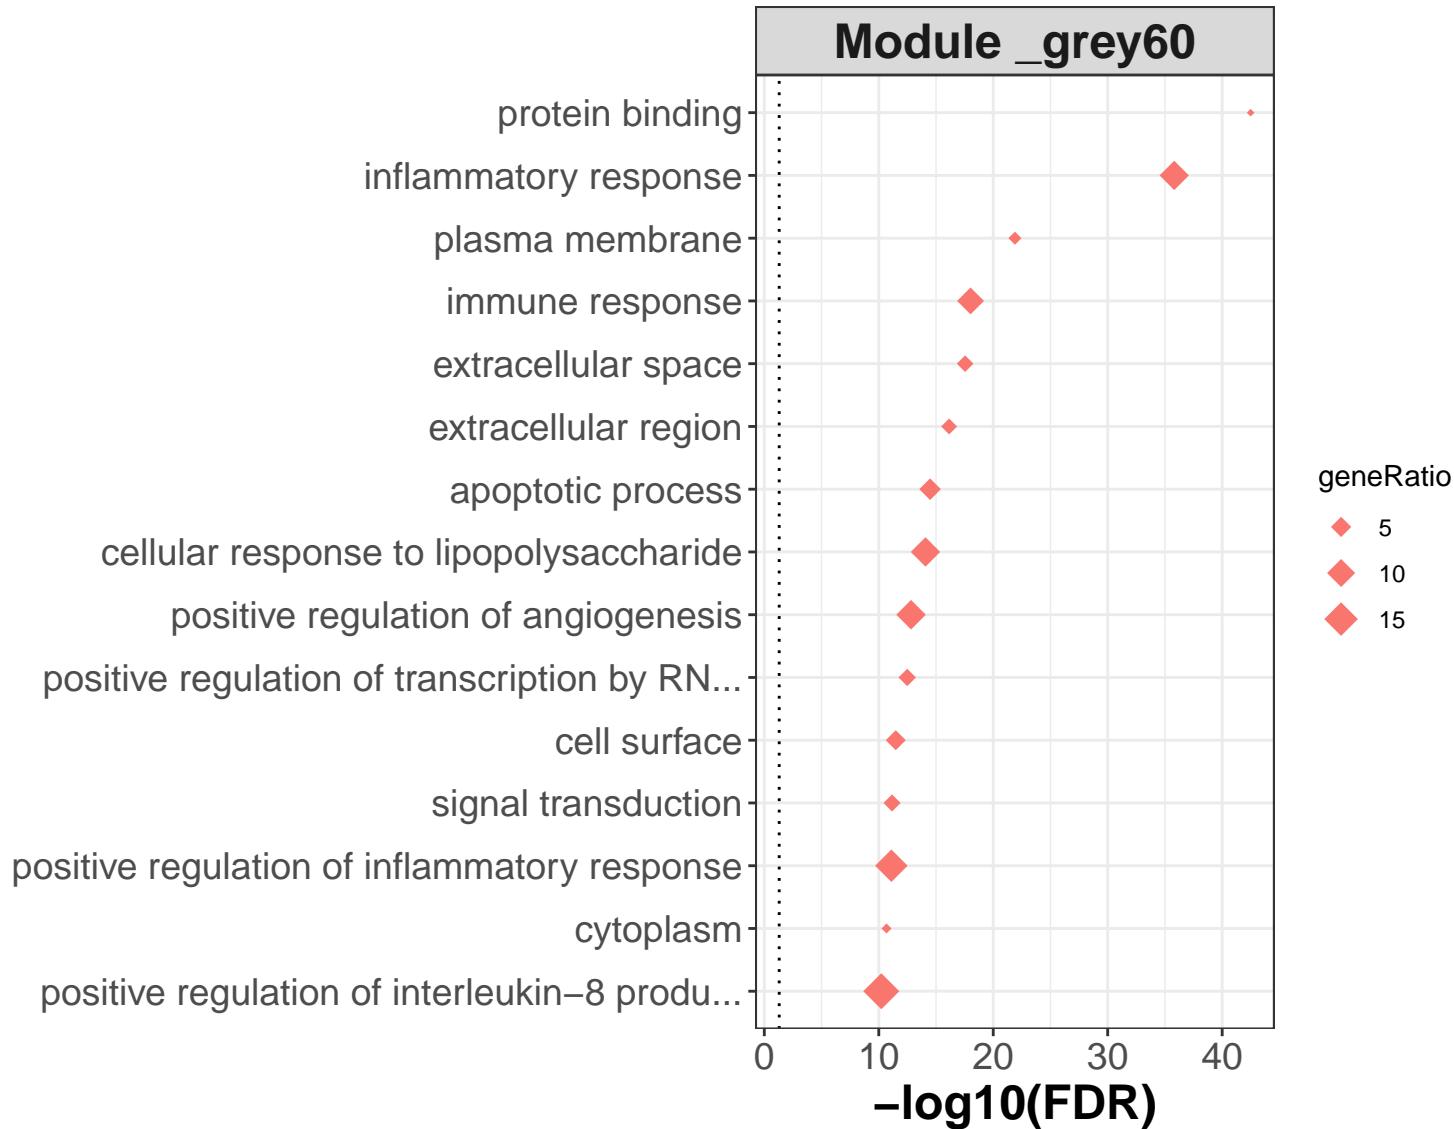 Module _grey60
protein binding
inflammatory response
plasma membrane
immune response
extracellular space
extracellular region
apoptotic process
cellular response to lipopolysaccharide
positive regulation of angiogenesis
positive regulation of transcription by RN...
cell surface
signal transduction
positive regulation of inflammatory response
cytoplasm
positive regulation of interleukin−8 produ...
0 10 20 30 40
−log10(FDR)
geneRatio
5
10
15